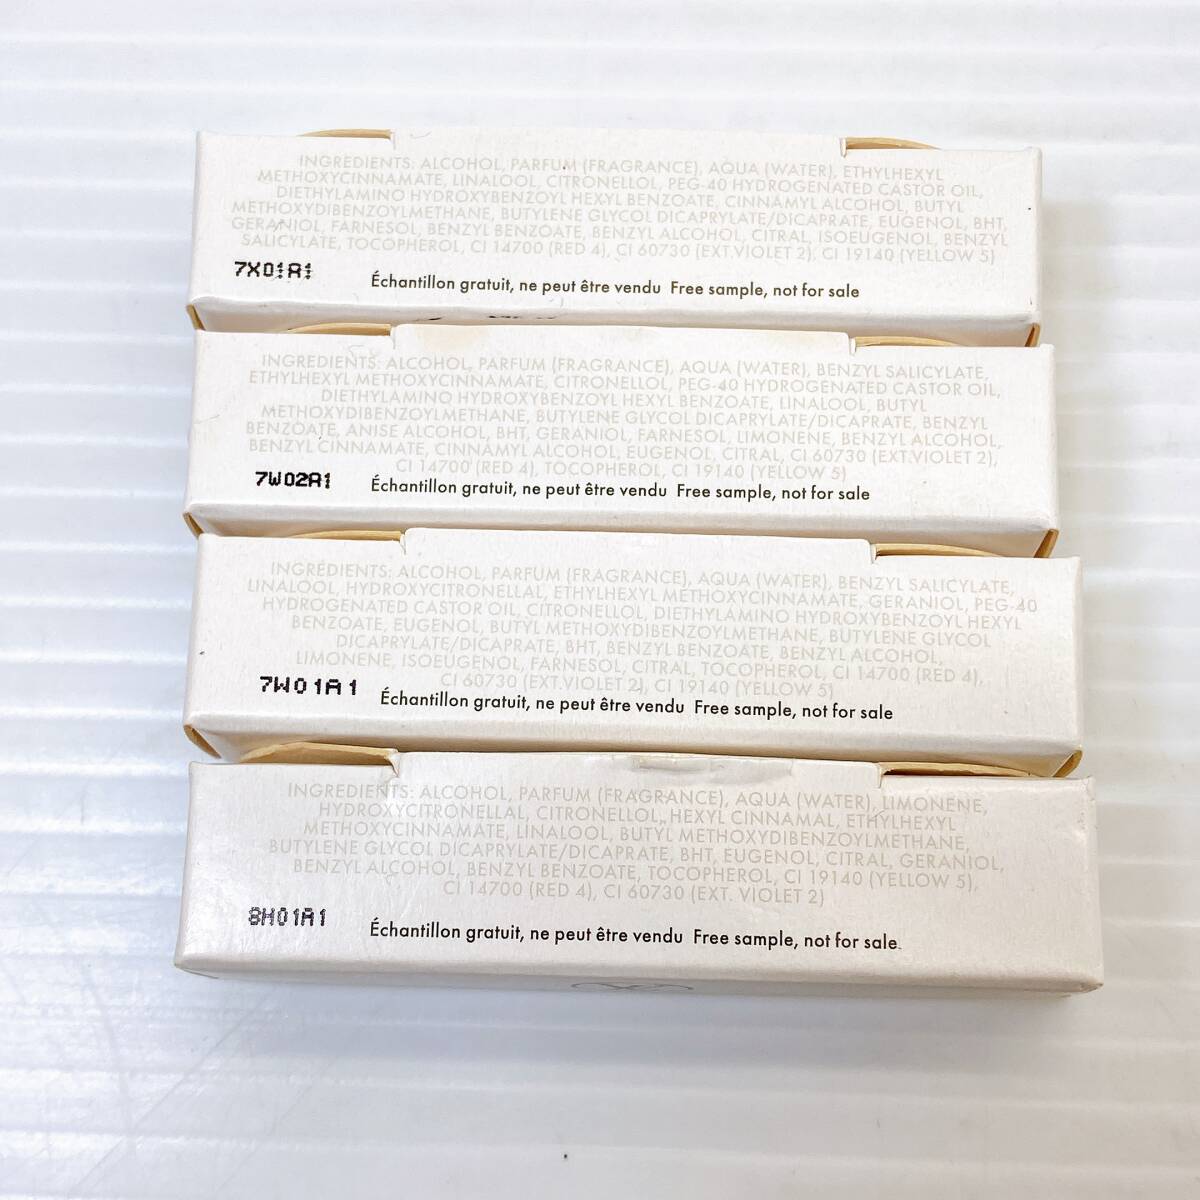 INGREDIENTS: ALCOHOL, PARFUM (FRAGRANCE), AQUA (WATER), ETHYLHEXYL
METHOXYCINNAMATE, LINALOOL, CITRONELLOL, PEG-40 HYDROGENATED CASTOR OIL,
DIETHYLAMINO HYDROXYBENZOYL HEXYL BENZOATE, CINNAMYL ALCOHOL, BUTYL
METHOXYDIBENZOYLMETHANE, BUTYLENE GLYCOL DICAPRYLATE/DICAPRATE, EUGENOL, BHT,
GERANIOL, FARNESOL, BENZYL BENZOATE, BENZYL ALCOHOL, CITRAL, ISOEUGENOL, BENZYL
SALICYLATE, TOCOPHEROL, CI 14700 (RED 4), CI 60730 (EXT.VIOLET 2), CI 19140 (YELLOW 5)
7X01A1
Échantillon gratuit, ne peut être vendu Free sample, not for sale
INGREDIENTS: ALCOHOL, PARFUM (FRAGRANCE), AQUA (WATER), BENZYL SALICYLATE,
ETHYLHEXYL METHOXYCINNAMATE, CITRONELLOL, PEG-40 HYDROGENATED CASTOR OIL,
DIETHYLAMINO HYDROXYBENZOYL HEXYL BENZOATE, LINALOOL, BUTYL
METHOXYDIBENZOYLMETHANE, BUTYLENE GLYCOL DICAPRYLATE/DICAPRATE, BENZYL
BENZOATE, ANISE ALCOHOL, BHT, GERANIOL, FARNESOL, LIMONENE, BENZYL ALCOHOL,
BENZYL CINNAMATE, CINNAMYL ALCOHOL, EUGENOL, CITRAL, CI 60730 (EXT.VIOLET 2),
CI 14700 (RED 4), TOCOPHEROL, CI 19140 (YELLOW 5)
7W02A1
Échantillon gratuit, ne peut être vendu Free sample, not for sale
INGREDIENTS: ALCOHOL, PARFUM (FRAGRANCE), AQUA (WATER), BENZYL SALICYLATE,
LINALOOL, HYDROXYCITRONELLAL, ETHYLHEXYL METHOXYCINNAMATE, GERANIOL, PEG-40
HYDROGENATED CASTOR OIL, CITRONELLOL, DIETHYLAMINO HYDROXYBENZOYL HEXYL
BENZOATE, EUGENOL, BUTYL METHOXYDIBENZOYLMETHANE, BUTYLENE GLYCOL
DICAPRYLATE/DICAPRATE, BHT, BENZYL BENZOATE, BENZYL ALCOHOL,
LIMONENE, ISOEUGENOL, FARNESOL, CITRAL, TOCOPHEROL, CI 14700 (RED 4),
CI 60730 (EXT.VIOLET 2), CI 19140 (YELLOW 5)
7W01A1
Échantillon gratuit, ne peut être vendu Free sample, not for sale
INGREDIENTS: ALCOHOL, PARFUM (FRAGRANCE), AQUA (WATER), LIMONENE,
HYDROXYCITRONELLAL, CITRONELLOL, HEXYL CINNAMAL, ETHYLHEXYL
METHOXYCINNAMATE, LINALOOL, BUTYL METHOXYDIBENZOYLMETHANE,
BUTYLENE GLYCOL DICAPRYLATE/DICAPRATE, BHT, EUGENOL, CITRAL, GERANIOL,
BENZYL ALCOHOL, BENZYL BENZOATE, TOCOPHEROL, CI 19140 (YELLOW 5),
CI 14700 (RED 4), CI 60730 (EXT. VIOLET 2)
8H01A1
Échantillon gratuit, ne peut être vendu Free sample, not for sale.